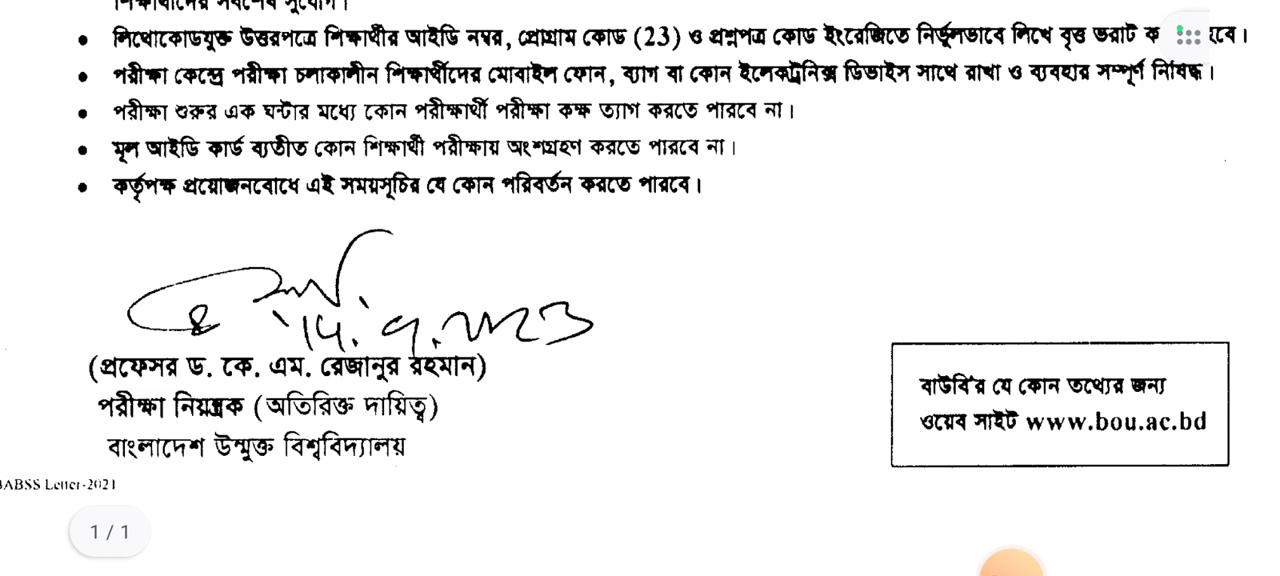 শিক্ষার্থীদের সর্বশেষ সুযোগ।
• লিথোকোডযুক্ত উত্তরপত্রে শিক্ষার্থীর আইডি নম্বর, প্রোগ্রাম কোড (23) ও প্রশ্নপত্র কোড ইংরেজিতে নির্ভুলভাবে লিখে বৃত্ত ভরাট ক হবে।
• পরীক্ষা কেন্দ্রে পরীক্ষা চলাকালীন শিক্ষার্থীদের মোবাইল ফোন, ব্যাগ বা কোন ইলেকট্রনিক্স ডিভাইস সাথে রাখা ও ব্যবহার সম্পূর্ণ নিষিদ্ধ।
• পরীক্ষা শুরুর এক ঘন্টার মধ্যে কোন পরীক্ষার্থী পরীক্ষা কক্ষ ত্যাগ করতে পারবে না।
• মূল আইডি কার্ড ব্যতীত কোন শিক্ষার্থী পরীক্ষায় অংশগ্রহণ করতে পারবে না।
• কর্তৃপক্ষ প্রয়োজনবোধে এই সময়সূচির যে কোন পরিবর্তন করতে পারবে।
14.9.2023
(প্রফেসর ড. কে. এম. রেজানুর রহমান)
পরীক্ষা নিয়ন্ত্রক (অতিরিক্ত দায়িত্ব)
বাংলাদেশ উন্মুক্ত বিশ্ববিদ্যালয়
বাউবি'র যে কোন তথ্যের জন্য
ওয়েব সাইট www.bou.ac.bd
BABSS Letter-2021
1 / 1